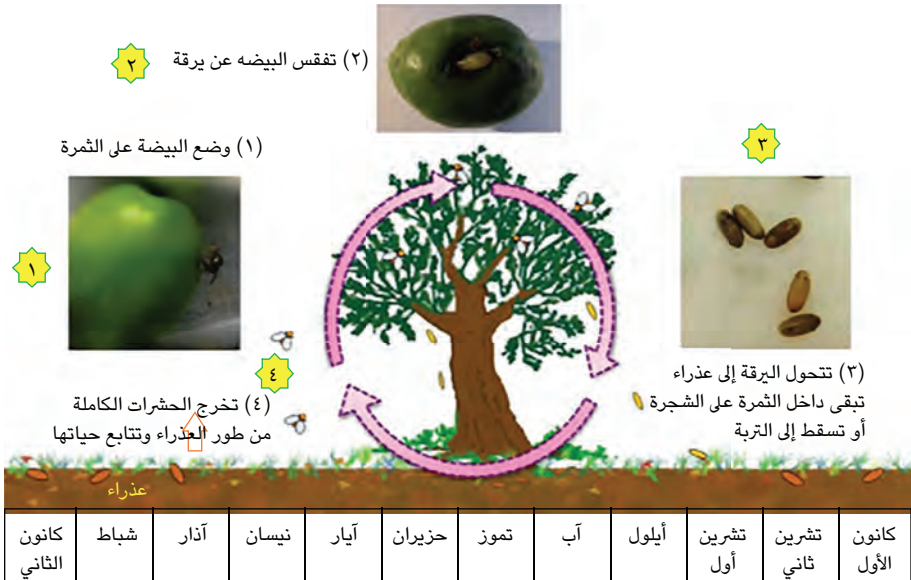 (٢) تفقس البيضه عن يرقة
٢
(١) وضع البيضة على الثمرة
٣
١
(٣) تتحول اليرقة إلى عذراء
تبقى داخل الثمرة على الشجرة
أو تسقط إلى التربة
٤
(٤) تخرج الحشرات الكاملة
من طور العذراء وتتابع حياتها
عذراء
كانون الثاني
شباط
آذار
نيسان
آيار
حزيران
تموز
آب
أيلول
تشرين أول
تشرين ثاني
كانون الأول